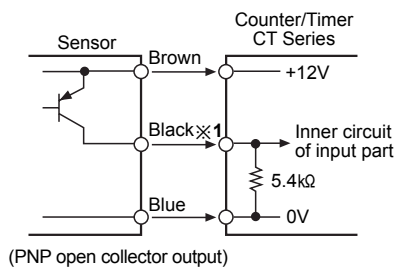 Counter/Timer
CT Series
Sensor
Brown
+12V
Black※1
Inner circuit
of input part
5.4kΩ
Blue
0V
(PNP open collector output)